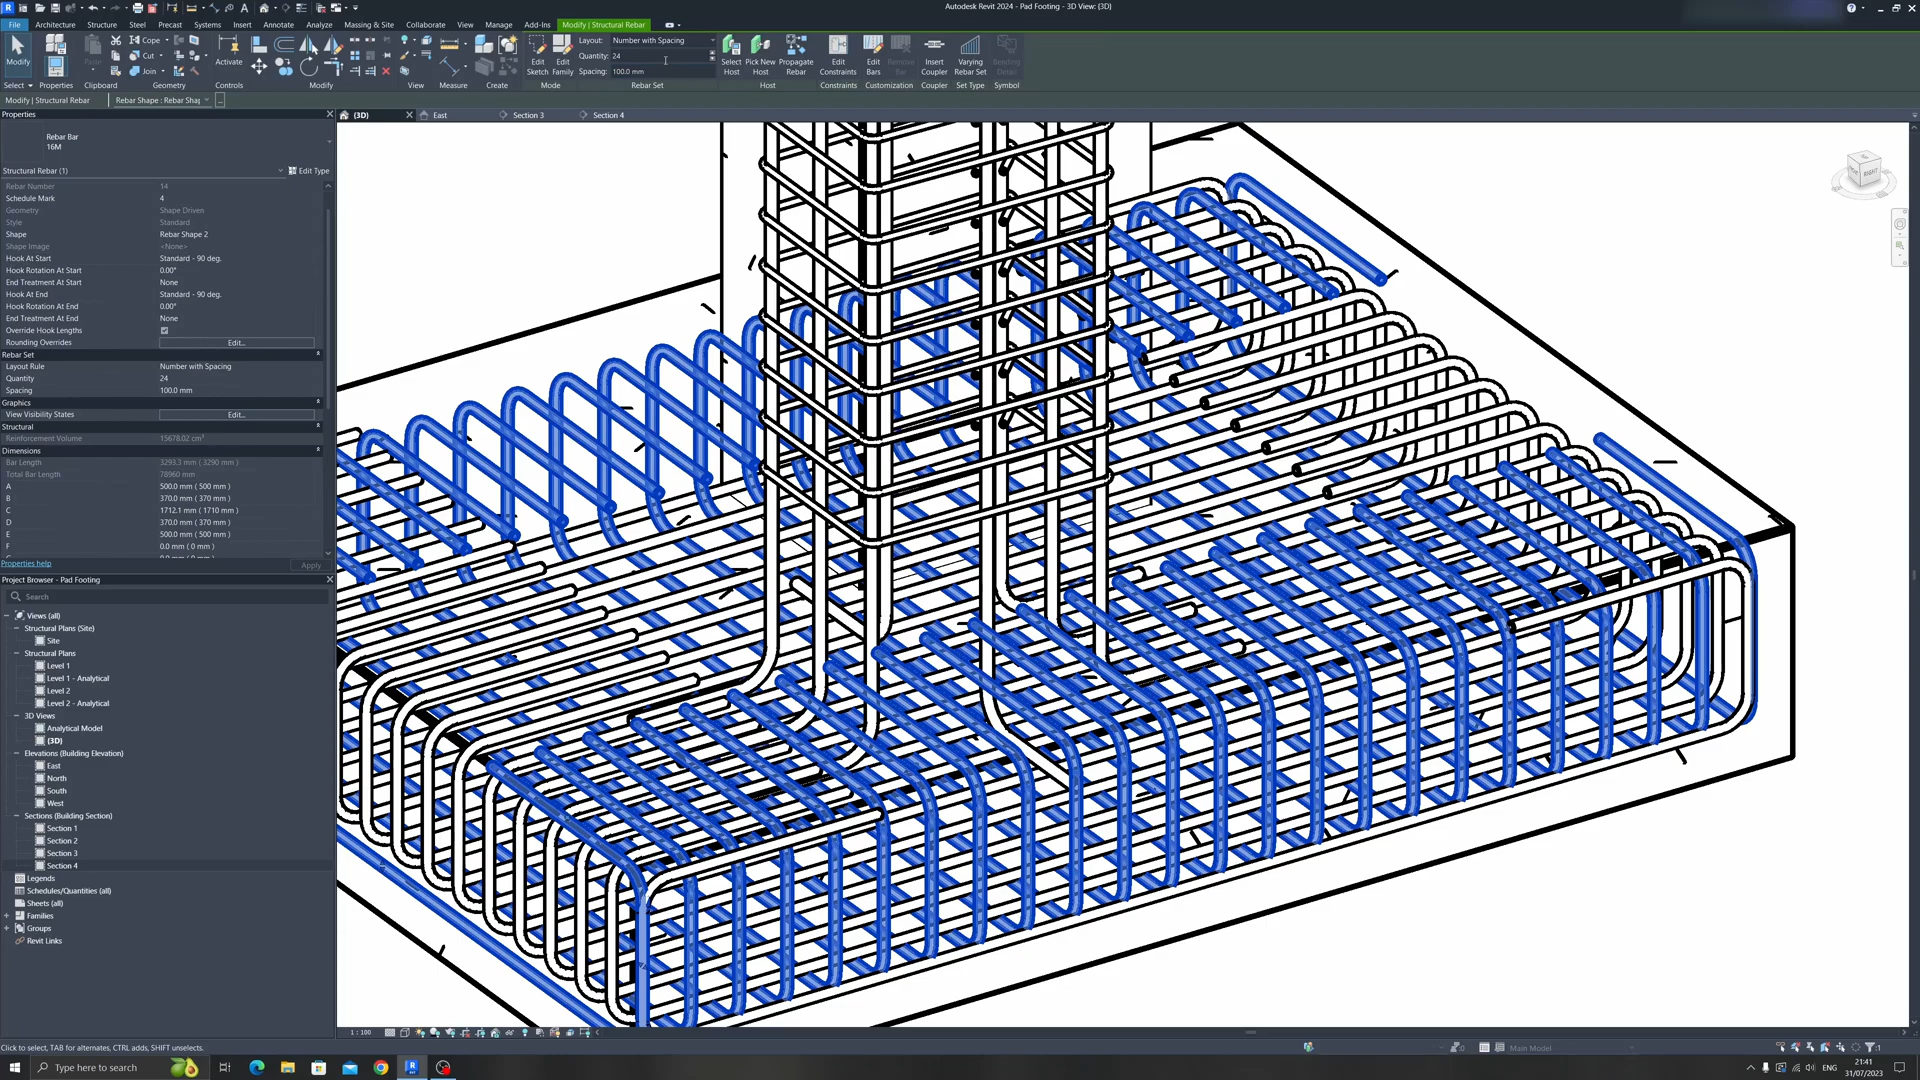 Autodesk Revit 2024 - Pad Footing - 3D View: {3D}
File Architecture Structure Steel Precast Systems Insert Annotate Analyze Massing & Site Collaborate View Manage Add-Ins Modify | Structural Rebar
Modify
Select
Properties
Paste
Clipboard
Cope
Cut
Join
Geometry
Activate
Controls
Modify
View
Measure
Create
Edit Sketch
Edit Family
Mode
Layout: Number with Spacing
Quantity: 24
Spacing: 100.0 mm
Rebar Set
Select Host
Pick New Host
Propagate Rebar
Host
Edit Constraints
Constraints
Edit Bars
Remove Bar
Customization
Insert Coupler
Coupler
Varying Rebar Set
Set Type
Bending Detail
Symbol
Modify | Structural Rebar
Rebar Shape : Rebar Shap
...
Properties
{3D}
East
Section 3
Section 4
Rebar Bar
16M
Structural Rebar (1)
Edit Type
Rebar Number 14
Schedule Mark 4
Geometry Shape Driven
Style Standard
Shape Rebar Shape 2
Shape Image <None>
Hook At Start Standard - 90 deg.
Hook Rotation At Start 0.00°
End Treatment At Start None
Hook At End Standard - 90 deg.
Hook Rotation At End 0.00°
End Treatment At End None
Override Hook Lengths
Rounding Overrides Edit...
Rebar Set
Layout Rule Number with Spacing
Quantity 24
Spacing 100.0 mm
Graphics
View Visibility States Edit...
Structural
Reinforcement Volume 15678.02 cm³
Dimensions
Bar Length 3293.3 mm ( 3290 mm )
Total Bar Length 78960 mm
A 500.0 mm ( 500 mm )
B 370.0 mm ( 370 mm )
C 1712.1 mm ( 1710 mm )
D 370.0 mm ( 370 mm )
E 500.0 mm ( 500 mm )
F 0.0 mm ( 0 mm )
Properties help
Apply
Project Browser - Pad Footing
Search
Views (all)
Structural Plans (Site)
Site
Structural Plans
Level 1
Level 1 - Analytical
Level 2
Level 2 - Analytical
3D Views
Analytical Model
{3D}
Elevations (Building Elevation)
East
North
South
West
Sections (Building Section)
Section 1
Section 2
Section 3
Section 4
Legends
Schedules/Quantities (all)
Sheets (all)
Families
Groups
Revit Links
RIGHT
1 : 100
Click to select, TAB for alternates, CTRL adds, SHIFT unselects.
:0
Main Model
:1
Type here to search
ENG
21:41
31/07/2023